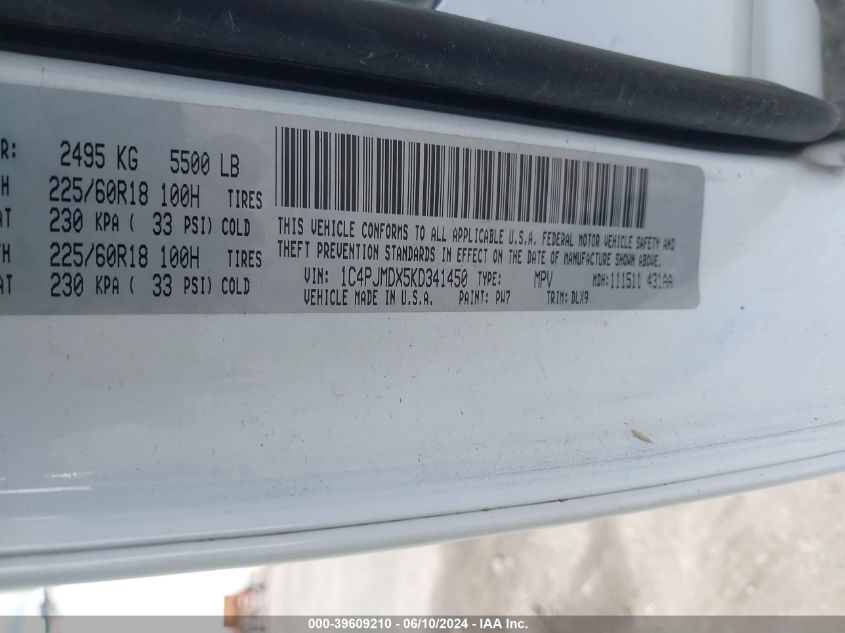 R: 2495 KG 5500 LB
H 225/60R18 100H TIRES
AT 230 KPA ( 33 PSI) COLD
TH 225/60R18 100H TIRES
AT 230 KPA ( 33 PSI) COLD
THIS VEHICLE CONFORMS TO ALL APPLICABLE U.S.A. FEDERAL MOTOR VEHICLE SAFETY AND
THEFT PREVENTION STANDARDS IN EFFECT ON THE DATE OF MANUFACTURE SHOWN ABOVE.
VIN: 1C4PJMDX5KD341450 TYPE: MPV MDH:111511 431AA
VEHICLE MADE IN U.S.A. PAINT: PW7 TRIM: DLX9
000-39609210 - 06/10/2024 - IAA Inc.